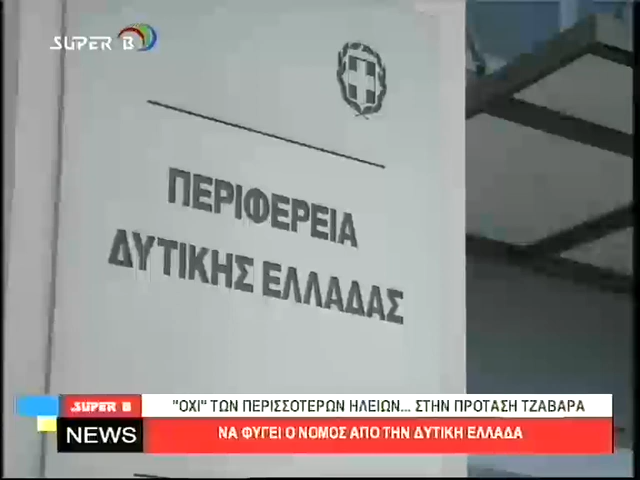 SUPER B
ΠΕΡΙΦΕΡΕΙΑ
ΔΥΤΙΚΗΣ ΕΛΛΑΔΑΣ
SUPER B
"ΟΧΙ" ΤΩΝ ΠΕΡΙΣΣΟΤΕΡΩΝ ΗΛΕΙΩΝ... ΣΤΗΝ ΠΡΟΤΑΣΗ ΤΖΑΒΑΡΑ
NEWS
ΝΑ ΦΥΓΕΙ Ο ΝΟΜΟΣ ΑΠΟ ΤΗΝ ΔΥΤΙΚΗ ΕΛΛΑΔΑ